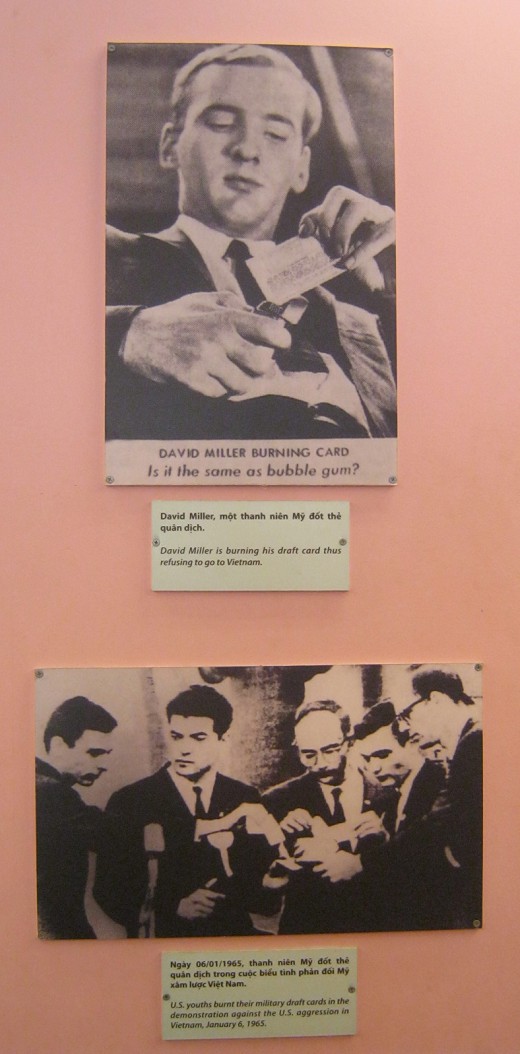 DAVID MILLER BURNING CARD
Is it the same as bubble gum?
David Miller, một thanh niên Mỹ đốt thẻ
quân dịch.
David Miller is burning his draft card thus
refusing to go to Vietnam.
Ngày 06/01/1965, thanh niên Mỹ đốt thẻ
quân dịch trong cuộc biểu tình phản đối Mỹ
xâm lược Việt Nam.
U.S. youths burnt their military draft cards in the
demonstration against the U.S. aggression in
Vietnam, January 6, 1965.